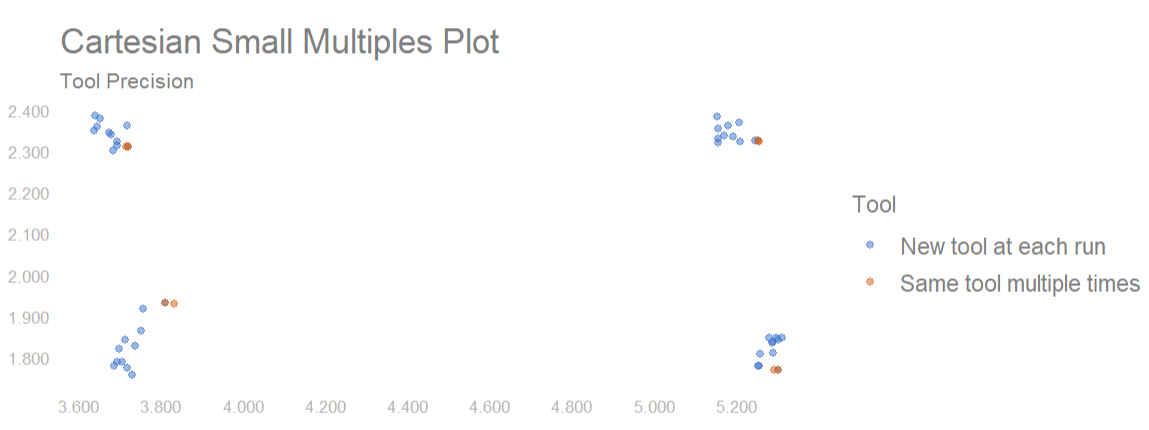 Cartesian Small Multiples Plot
Tool Precision
2.400
2.300
2.200
2.100
2.000
1.900
1.800
3.600 3.800 4.000 4.200 4.400 4.600 4.800 5.000 5.200
Tool
New tool at each run
Same tool multiple times